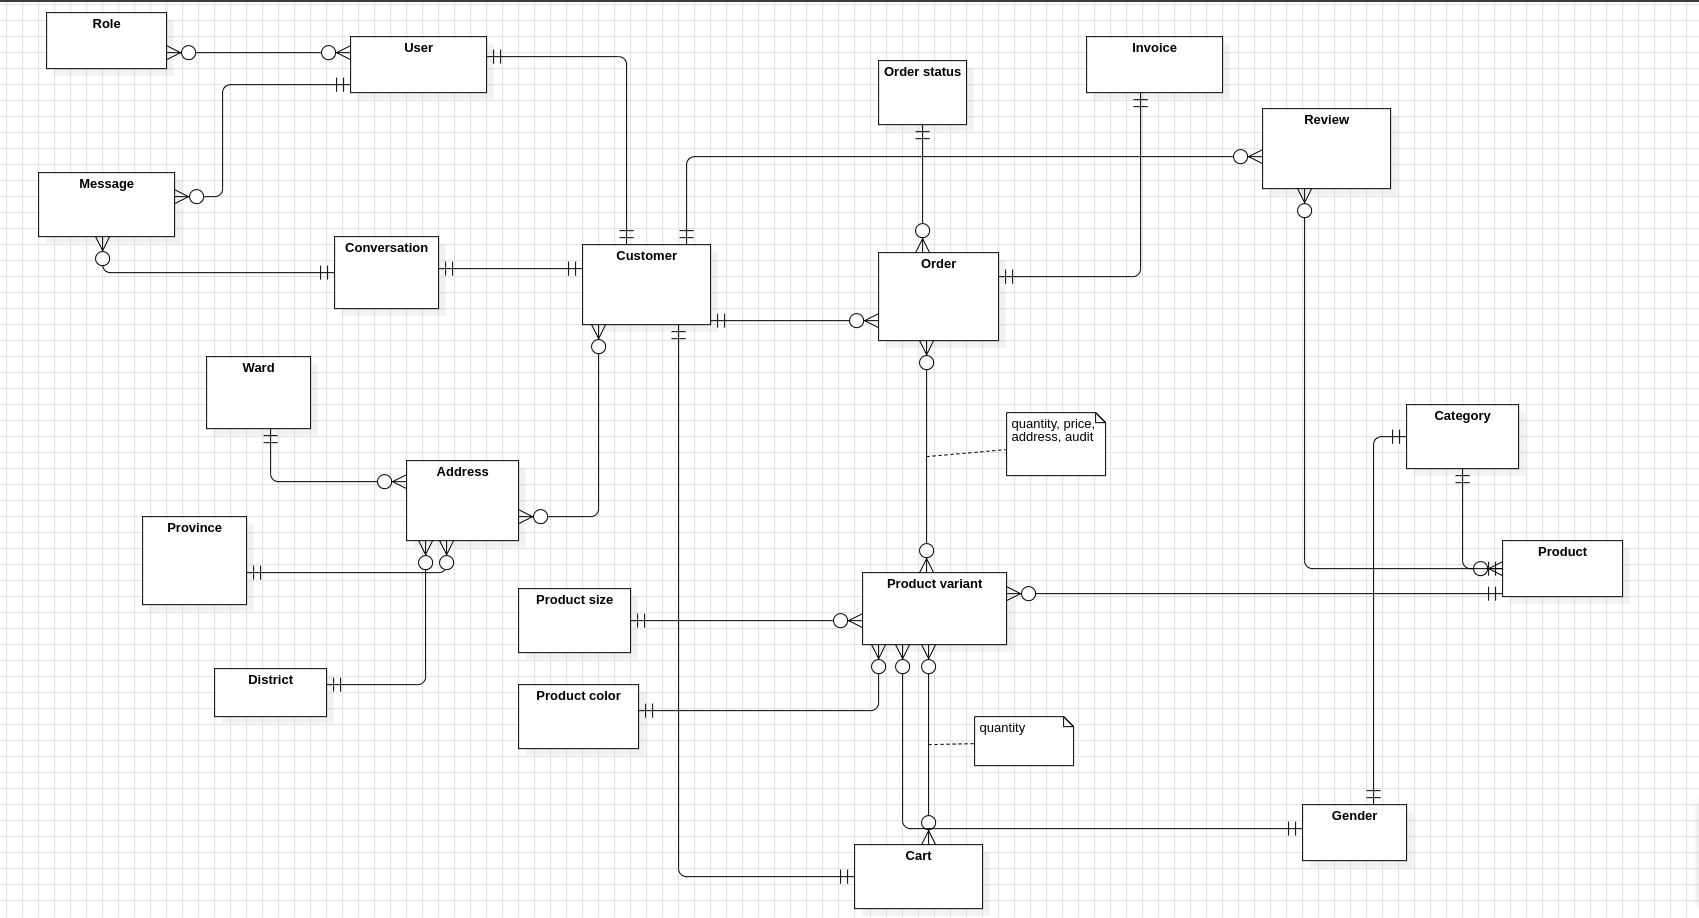 Role
User
Invoice
Order status
Review
Message
Conversation
Customer
Order
Ward
Category
quantity, price,
address, audit
Address
Province
Product
Product variant
Product size
District
Product color
quantity
Gender
Cart